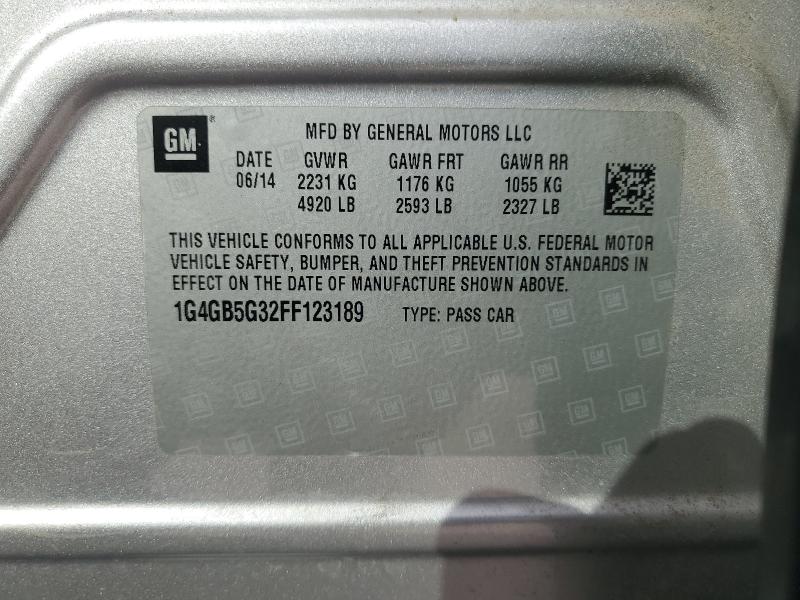 GM®
MFD BY GENERAL MOTORS LLC
DATE GVWR GAWR FRT GAWR RR
06/14 2231 KG 1176 KG 1055 KG
4920 LB 2593 LB 2327 LB
THIS VEHICLE CONFORMS TO ALL APPLICABLE U.S. FEDERAL MOTOR
VEHICLE SAFETY, BUMPER, AND THEFT PREVENTION STANDARDS IN
EFFECT ON THE DATE OF MANUFACTURE SHOWN ABOVE.
1G4GB5G32FF123189 TYPE: PASS CAR